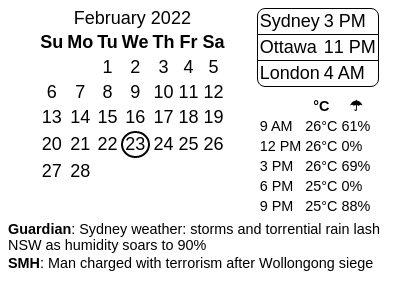 February 2022
Su Mo Tu We Th Fr Sa
1 2 3 4 5
6 7 8 9 10 11 12
13 14 15 16 17 18 19
20 21 22 23 24 25 26
27 28
Sydney 3 PM
Ottawa 11 PM
London 4 AM
°C ☂
9 AM 26°C 61%
12 PM 26°C 0%
3 PM 26°C 69%
6 PM 25°C 0%
9 PM 25°C 88%
Guardian: Sydney weather: storms and torrential rain lash
NSW as humidity soars to 90%
SMH: Man charged with terrorism after Wollongong siege